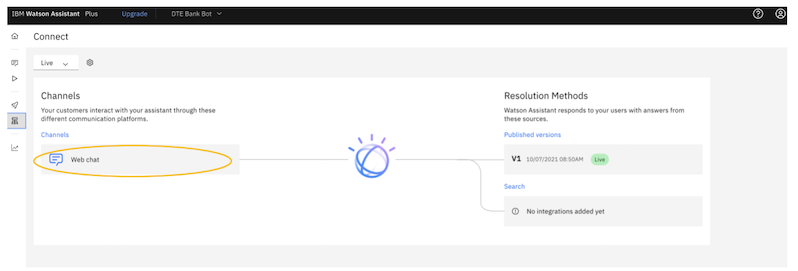 IBM Watson Assistant Plus Upgrade DTE Bank Bot
Connect
Live
Channels
Your customers interact with your assistant through these
different communication platforms.
Channels
Web chat
Resolution Methods
Watson Assistant responds to your users with answers from
these sources.
Published versions
V1 10/07/2021 08:50AM Live
Search
No integrations added yet